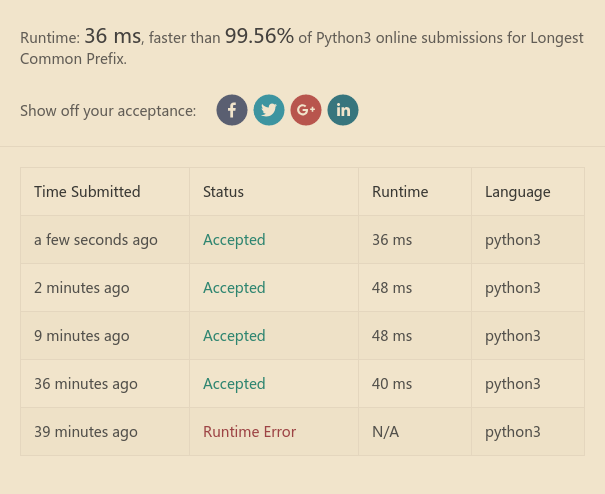 Runtime: 36 ms, faster than 99.56% of Python3 online submissions for Longest
Common Prefix.
Show off your acceptance: f G+ in
Time Submitted Status Runtime Language
a few seconds ago Accepted 36 ms python3
2 minutes ago Accepted 48 ms python3
9 minutes ago Accepted 48 ms python3
36 minutes ago Accepted 40 ms python3
39 minutes ago Runtime Error N/A python3